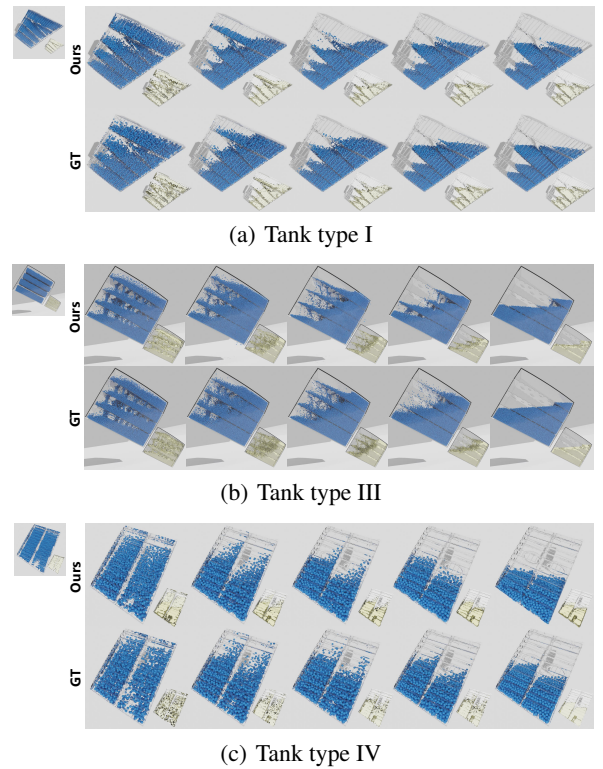 Ours
GT
(a) Tank type I
Ours
GT
(b) Tank type III
Ours
GT
(c) Tank type IV